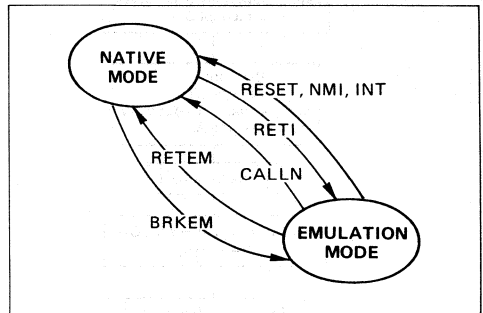 NATIVE
MODE
RESET, NMI, INT
RETI
RETEM
CALLN
BRKEM
EMULATION
MODE